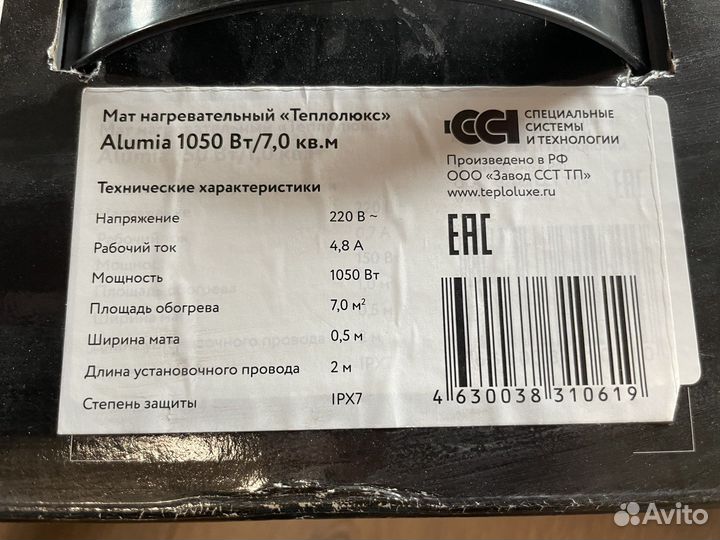 Мат нагревательный «Теплолюкс»
Alumia 1050 Вт/7,0 кв.м
Технические характеристики
Напряжение 220 В ~
Рабочий ток 4,8 А
Мощность 1050 Вт
Площадь обогрева 7,0 м²
Ширина мата 0,5 м
Длина установочного провода 2 м
Степень защиты IPX7
ССТ
СПЕЦИАЛЬНЫЕ
СИСТЕМЫ
И ТЕХНОЛОГИИ
Произведено в РФ
ООО «Завод ССТ ТП»
www.teploluxe.ru
EAC
4 630038 310619
Avito